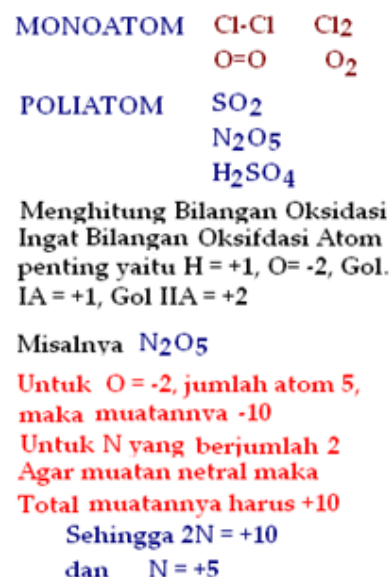 MONOATOM Cl-Cl Cl2
O=O O2
POLIATOM SO2
N2O5
H2SO4
Menghitung Bilangan Oksidasi
Ingat Bilangan Oksifdasi Atom
penting yaitu H = +1, O= -2, Gol.
IA = +1, Gol IIA = +2
Misalnya N2O5
Untuk O = -2, jumlah atom 5,
maka muatannya -10
Untuk N yang berjumlah 2
Agar muatan netral maka
Total muatannya harus +10
Sehingga 2N = +10
dan N = +5